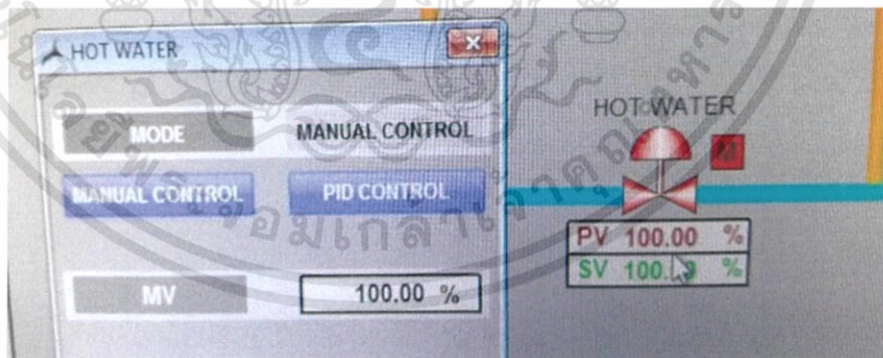 HOT WATER
MODE MANUAL CONTROL
MANUAL CONTROL PID CONTROL
MV 100.00 %
HOT WATER
PV 100.00 %
SV %